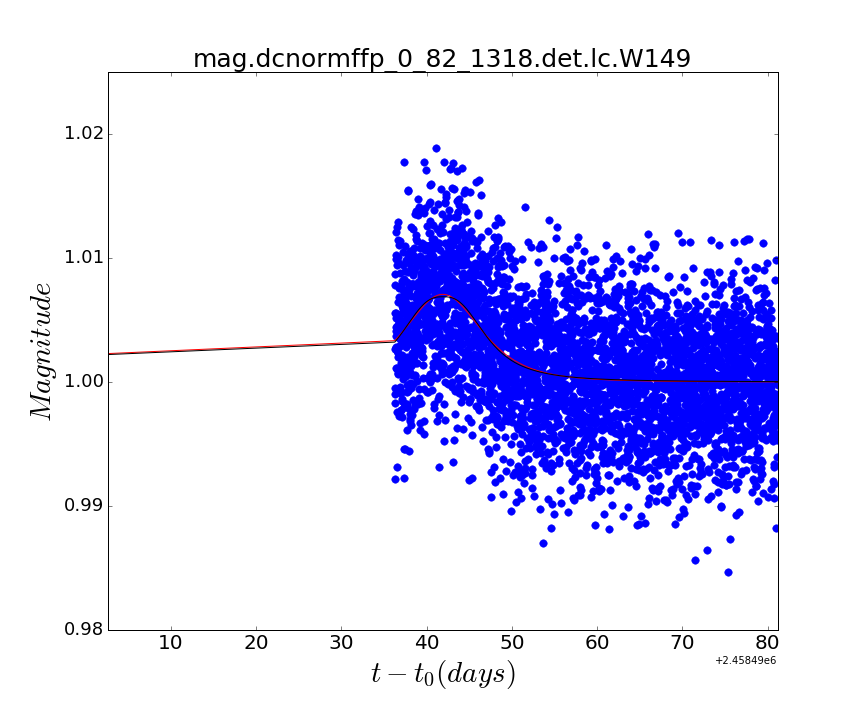 mag.dcnormffp_0_82_1318.det.lc.W149
Magnitude
1.02
1.01
1.00
0.99
0.98
10 20 30 40 50 60 70 80
+2.45849e6
t − t₀(days)